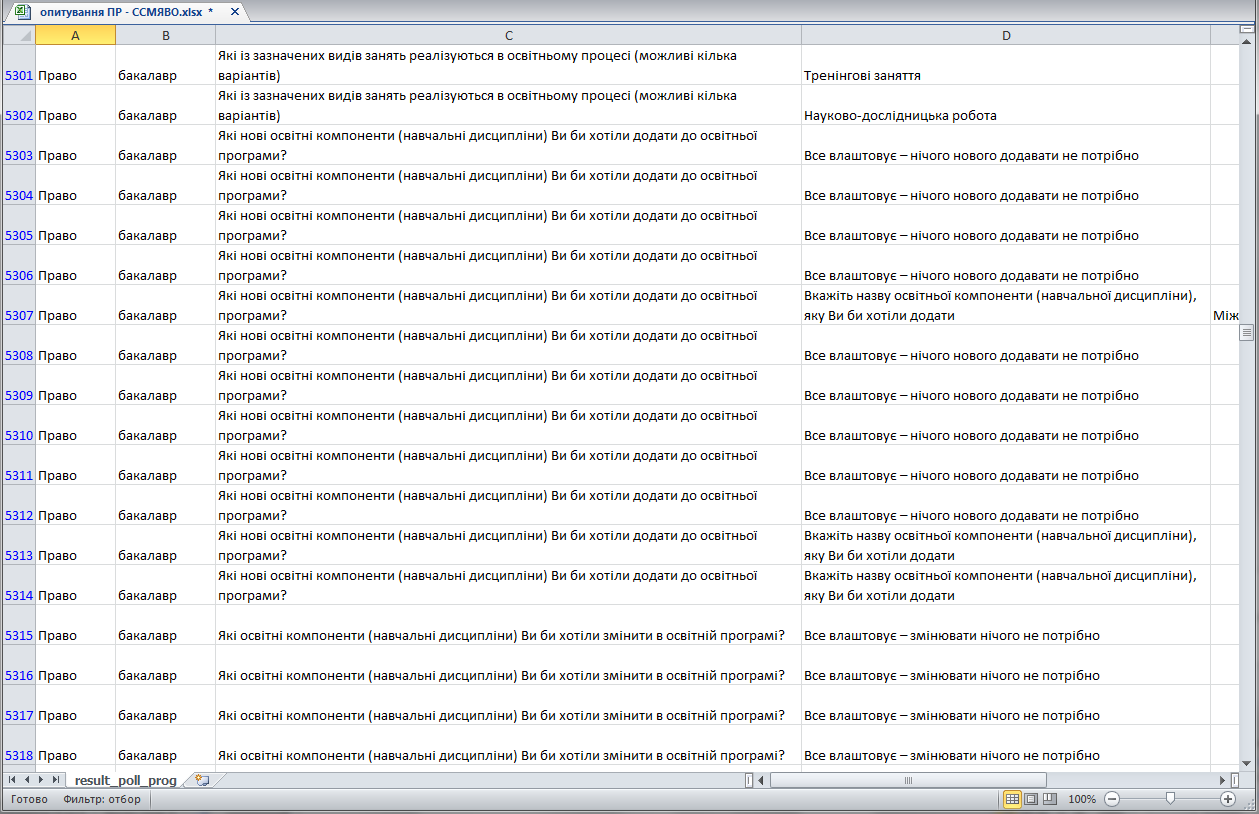 опитування ПР - ССМЯВО.xlsx *
A B C D
Які із зазначених видів занять реалізуються в освітньому процесі (можливі кілька
5301 Право бакалавр варіантів) Тренінгові заняття
Які із зазначених видів занять реалізуються в освітньому процесі (можливі кілька
5302 Право бакалавр варіантів) Науково-дослідницька робота
Які нові освітні компоненти (навчальні дисципліни) Ви би хотіли додати до освітньої
5303 Право бакалавр програми? Все влаштовує – нічого нового додавати не потрібно
Які нові освітні компоненти (навчальні дисципліни) Ви би хотіли додати до освітньої
5304 Право бакалавр програми? Все влаштовує – нічого нового додавати не потрібно
Які нові освітні компоненти (навчальні дисципліни) Ви би хотіли додати до освітньої
5305 Право бакалавр програми? Все влаштовує – нічого нового додавати не потрібно
Які нові освітні компоненти (навчальні дисципліни) Ви би хотіли додати до освітньої
5306 Право бакалавр програми? Все влаштовує – нічого нового додавати не потрібно
Які нові освітні компоненти (навчальні дисципліни) Ви би хотіли додати до освітньої Вкажіть назву освітньої компоненти (навчальної дисципліни),
5307 Право бакалавр програми? яку Ви би хотіли додати Між
Які нові освітні компоненти (навчальні дисципліни) Ви би хотіли додати до освітньої
5308 Право бакалавр програми? Все влаштовує – нічого нового додавати не потрібно
Які нові освітні компоненти (навчальні дисципліни) Ви би хотіли додати до освітньої
5309 Право бакалавр програми? Все влаштовує – нічого нового додавати не потрібно
Які нові освітні компоненти (навчальні дисципліни) Ви би хотіли додати до освітньої
5310 Право бакалавр програми? Все влаштовує – нічого нового додавати не потрібно
Які нові освітні компоненти (навчальні дисципліни) Ви би хотіли додати до освітньої
5311 Право бакалавр програми? Все влаштовує – нічого нового додавати не потрібно
Які нові освітні компоненти (навчальні дисципліни) Ви би хотіли додати до освітньої
5312 Право бакалавр програми? Все влаштовує – нічого нового додавати не потрібно
Які нові освітні компоненти (навчальні дисципліни) Ви би хотіли додати до освітньої Вкажіть назву освітньої компоненти (навчальної дисципліни),
5313 Право бакалавр програми? яку Ви би хотіли додати
Які нові освітні компоненти (навчальні дисципліни) Ви би хотіли додати до освітньої Вкажіть назву освітньої компоненти (навчальної дисципліни),
5314 Право бакалавр програми? яку Ви би хотіли додати
5315 Право бакалавр Які освітні компоненти (навчальні дисципліни) Ви би хотіли змінити в освітній програмі? Все влаштовує – змінювати нічого не потрібно
5316 Право бакалавр Які освітні компоненти (навчальні дисципліни) Ви би хотіли змінити в освітній програмі? Все влаштовує – змінювати нічого не потрібно
5317 Право бакалавр Які освітні компоненти (навчальні дисципліни) Ви би хотіли змінити в освітній програмі? Все влаштовує – змінювати нічого не потрібно
5318 Право бакалавр Які освітні компоненти (навчальні дисципліни) Ви би хотіли змінити в освітній програмі? Все влаштовує – змінювати нічого не потрібно
result_poll_prog
Готово Фильтр: отбор 100%